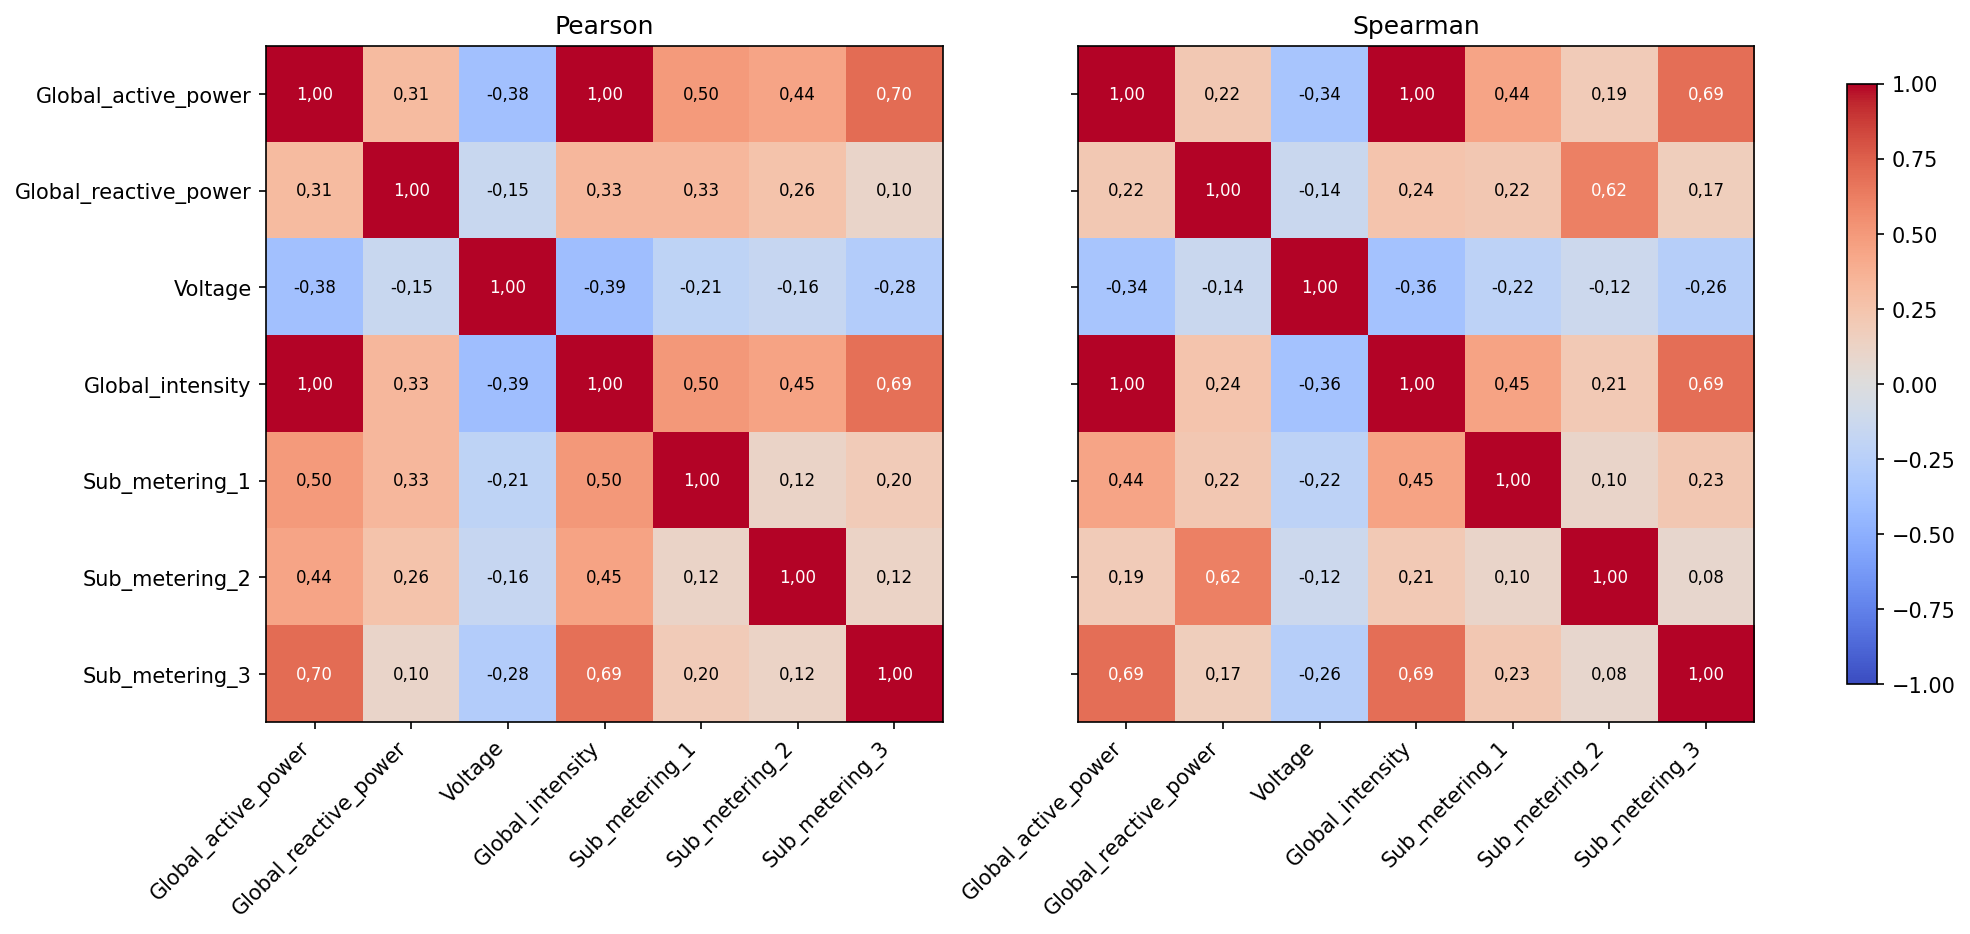 Pearson
Global_active_power 1,00 0,31 -0,38 1,00 0,50 0,44 0,70
Global_reactive_power 0,31 1,00 -0,15 0,33 0,33 0,26 0,10
Voltage -0,38 -0,15 1,00 -0,39 -0,21 -0,16 -0,28
Global_intensity 1,00 0,33 -0,39 1,00 0,50 0,45 0,69
Sub_metering_1 0,50 0,33 -0,21 0,50 1,00 0,12 0,20
Sub_metering_2 0,44 0,26 -0,16 0,45 0,12 1,00 0,12
Sub_metering_3 0,70 0,10 -0,28 0,69 0,20 0,12 1,00
Global_active_power
Global_reactive_power
Voltage
Global_intensity
Sub_metering_1
Sub_metering_2
Sub_metering_3
Spearman
1,00 0,22 -0,34 1,00 0,44 0,19 0,69
0,22 1,00 -0,14 0,24 0,22 0,62 0,17
-0,34 -0,14 1,00 -0,36 -0,22 -0,12 -0,26
1,00 0,24 -0,36 1,00 0,45 0,21 0,69
0,44 0,22 -0,22 0,45 1,00 0,10 0,23
0,19 0,62 -0,12 0,21 0,10 1,00 0,08
0,69 0,17 -0,26 0,69 0,23 0,08 1,00
Global_active_power
Global_reactive_power
Voltage
Global_intensity
Sub_metering_1
Sub_metering_2
Sub_metering_3
1.00
0.75
0.50
0.25
0.00
−0.25
−0.50
−0.75
−1.00